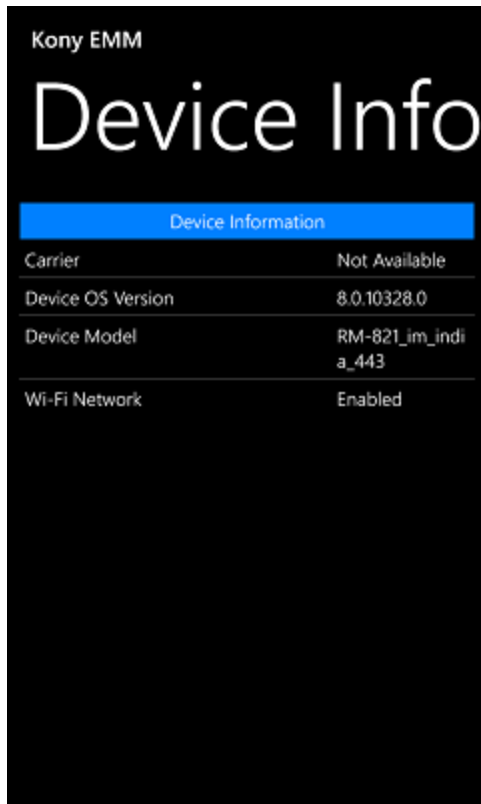 Kony EMM
Device Info
Device Information
Carrier Not Available
Device OS Version 8.0.10328.0
Device Model RM-821_im_indi
a_443
Wi-Fi Network Enabled